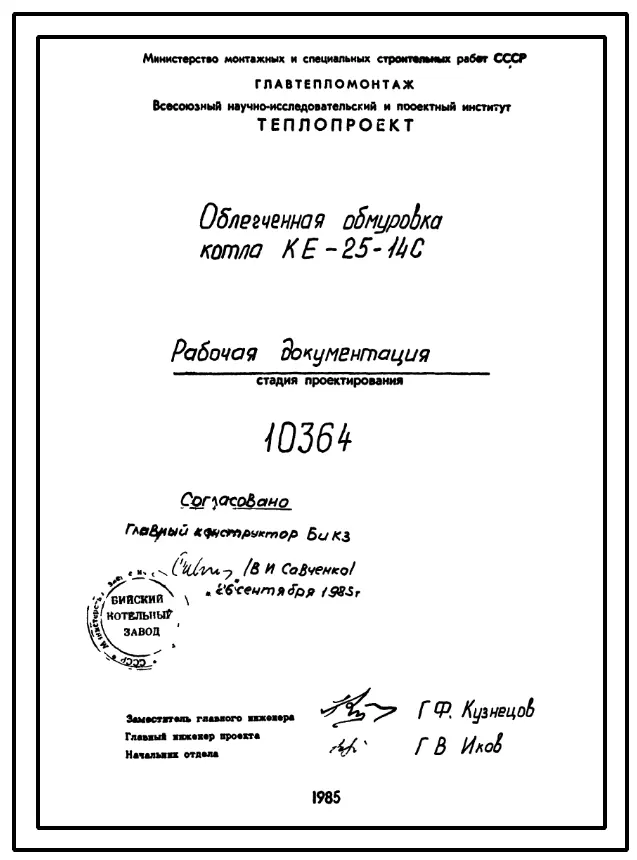 Министерство монтажных и специальных строительных работ СССР
ГЛАВТЕПЛОМОНТАЖ
Всесоюзный научно-исследовательский и пооектный институт
ТЕПЛОПРОЕКТ
Облегченная обмуровка
котла КЕ-25-14С
Рабочая документация
стадия проектирования
10364
Согласовано
Главный конструктор БиКЗ
/В И Савченко/
"26" сентября 1985г
БИЙСКИЙ
КОТЕЛЬНЫЙ
ЗАВОД
СССР
Заместитель главного инженера
Г.Ф. Кузнецов
Главный инженер проекта
Г В Иков
Начальник отдела
1985